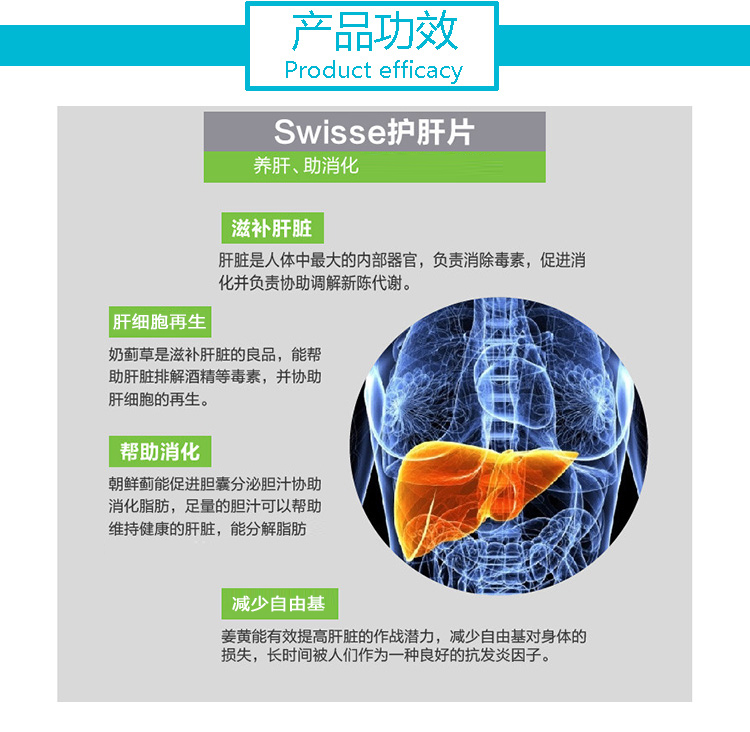 产品功效
Product efficacy
Swisse护肝片
养肝、助消化
滋补肝脏
肝脏是人体中最大的内部器官，负责消除毒素，促进消
化并负责协助调解新陈代谢。
肝细胞再生
奶蓟草是滋补肝脏的良品，能帮
助肝脏排解酒精等毒素，并协助
肝细胞的再生。
帮助消化
朝鲜蓟能促进胆囊分泌胆汁协助
消化脂肪，足量的胆汁可以帮助
维持健康的肝脏，能分解脂肪
减少自由基
姜黄能有效提高肝脏的作战潜力，减少自由基对身体的
损失，长时间被人们作为一种良好的抗发炎因子。